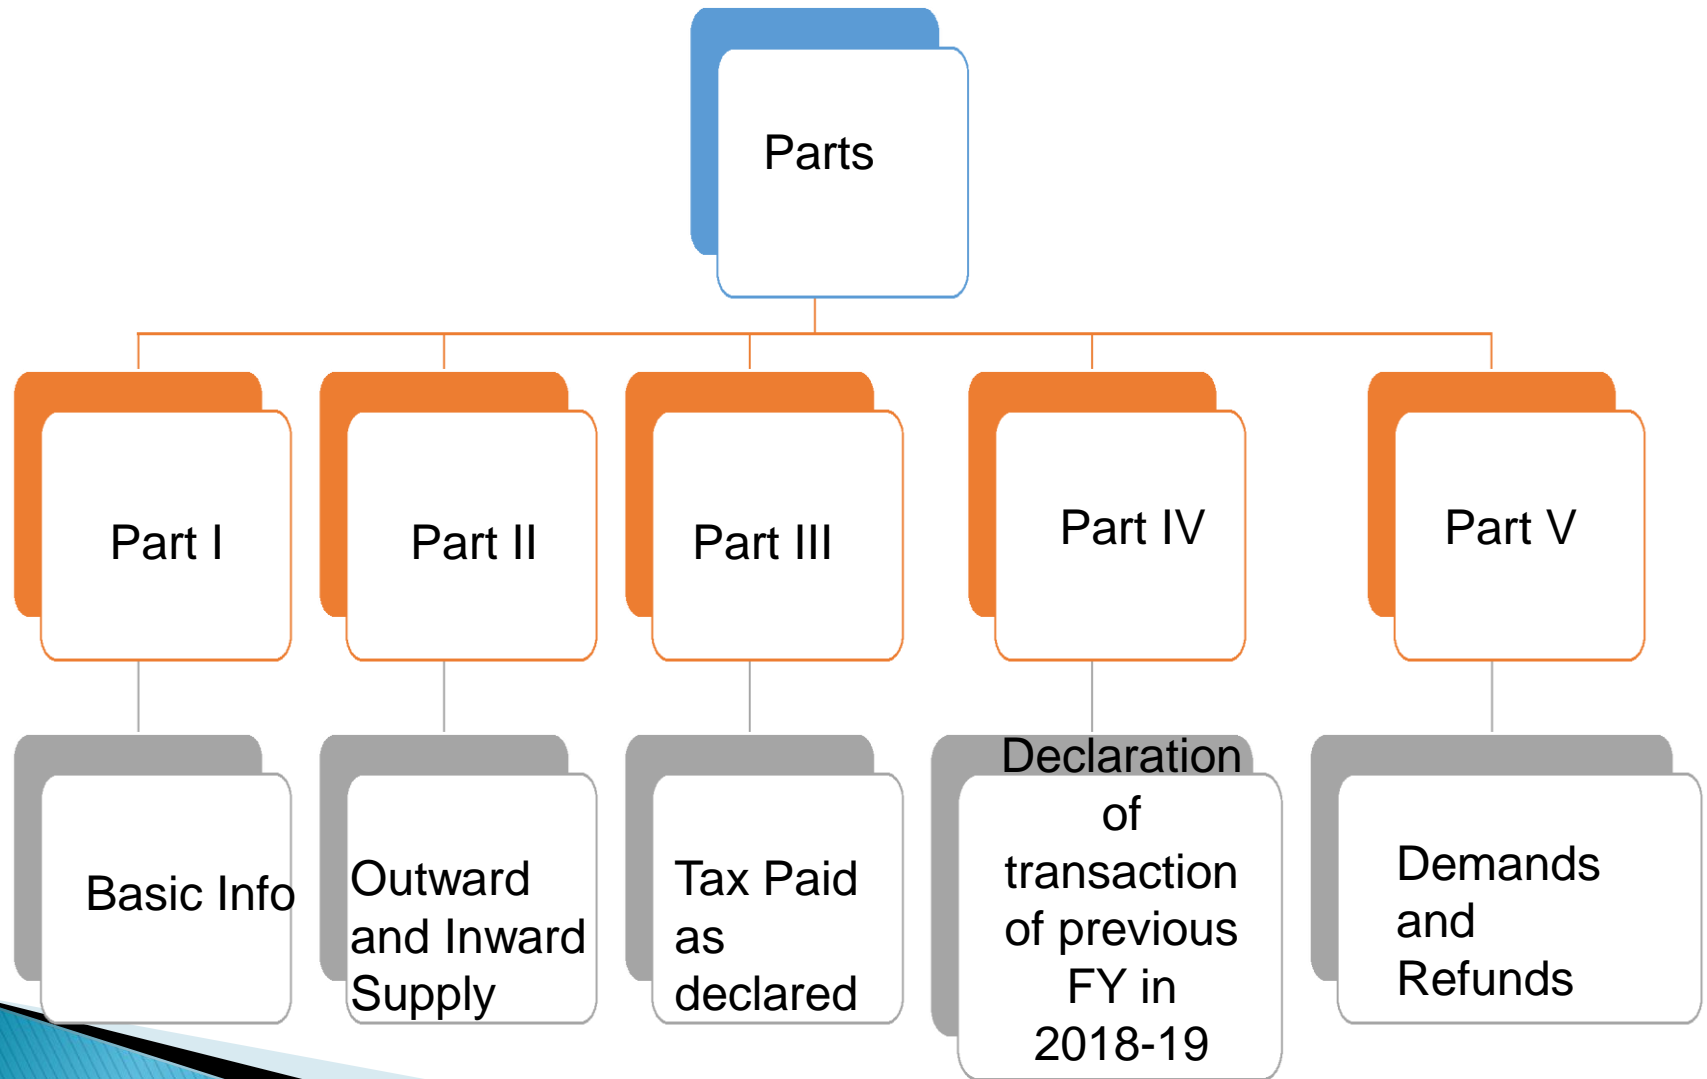 Parts
Part I
Part II
Part III
Part IV
Part V
Basic Info
Outward
and Inward
Supply
Tax Paid
as
declared
Declaration
of
transaction
of previous
FY in
2018-19
Demands
and
Refunds